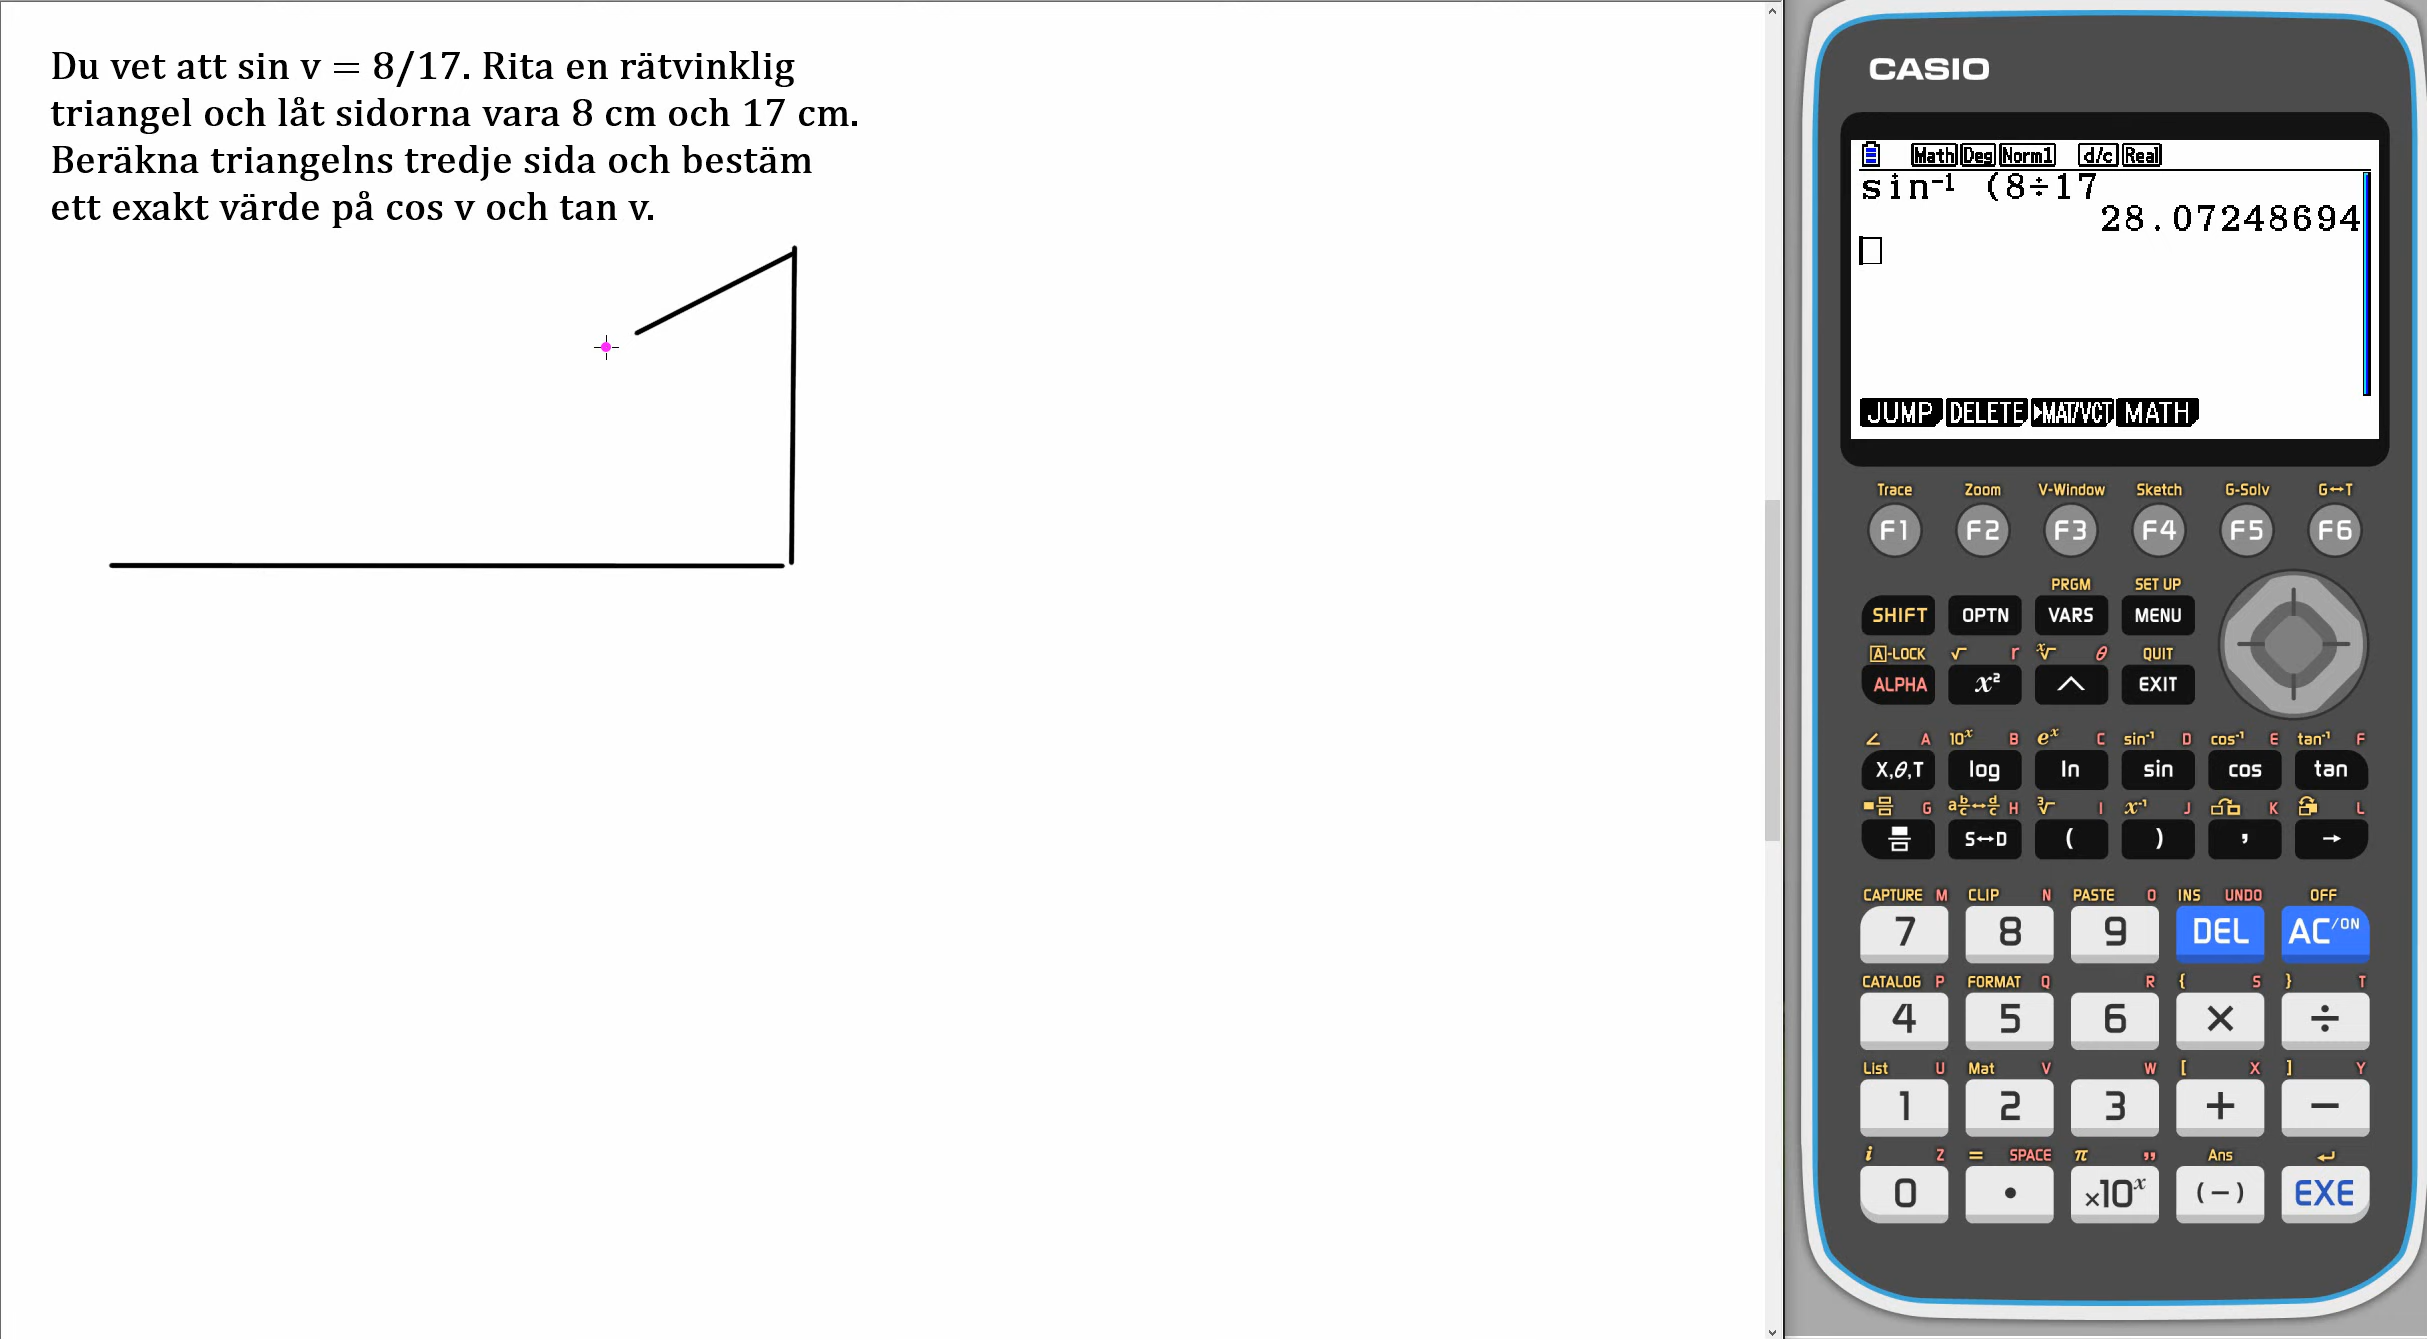 Du vet att sin v = 8/17. Rita en rätvinklig
triangel och låt sidorna vara 8 cm och 17 cm.
Beräkna triangelns tredje sida och bestäm
ett exakt värde på cos v och tan v.
CASIO
Math Deg Norm1 d/c Real
sin⁻¹ (8÷17
28.07248694
JUMP DELETE ▶MAT/VCT MATH
Trace Zoom V-Window Sketch G-Solv G↔T
F1 F2 F3 F4 F5 F6
PRGM SET UP
SHIFT OPTN VARS MENU
A-LOCK √ r ˣ√ θ QUIT
ALPHA x² ^ EXIT
∠ A 10ˣ B eˣ C sin⁻¹ D cos⁻¹ E tan⁻¹ F
X,θ,T log ln sin cos tan
G a b/c↔d/c H ³√ I x⁻¹ J K L
S↔D ( ) , →
CAPTURE M CLIP N PASTE O INS UNDO OFF
7 8 9 DEL AC/ON
CATALOG P FORMAT Q R { S } T
4 5 6 × ÷
List U Mat V W [ X ] Y
1 2 3 + −
i Z = SPACE π " Ans ↵
0 • ×10ˣ (−) EXE